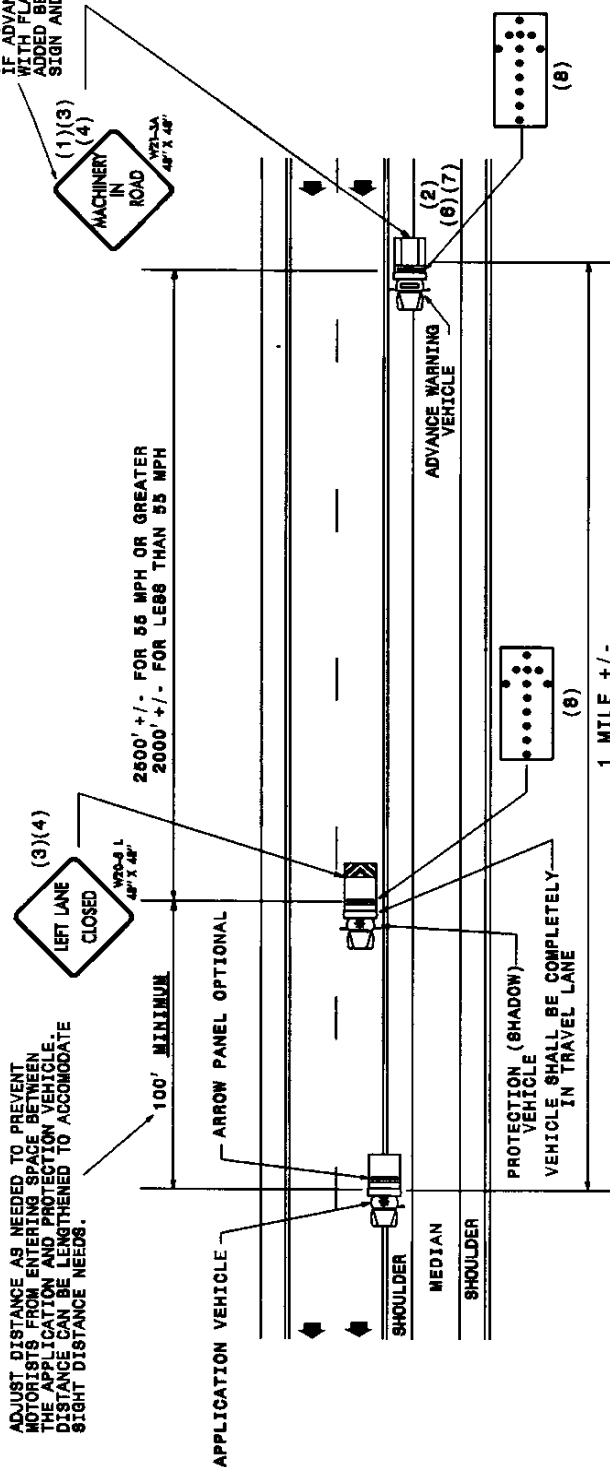 ADJUST DISTANCE AS NEEDED TO PREVENT
MOTORISTS FROM ENTERING SPACE BETWEEN
THE APPLICATION AND PROTECTION VEHICLE.
DISTANCE CAN BE LENGTHENED TO ACCOMODATE
SIGHT DISTANCE NEEDS.
LEFT LANE
CLOSED
(3)(4)
W20-5 L
48" X 48"
IF ADVAN
WITH FLA
ADDED BE
SIGN AND
MACHINERY
IN
ROAD
(1)(3)
(4)
W21-3A
48" X 48"
100' MINIMUM
2500' +/- FOR 55 MPH OR GREATER
2000' +/- FOR LESS THAN 55 MPH
APPLICATION VEHICLE
ARROW PANEL OPTIONAL
SHOULDER
MEDIAN
SHOULDER
PROTECTION (SHADOW)
VEHICLE
VEHICLE SHALL BE COMPLETELY
IN TRAVEL LANE
ADVANCE WARNING
VEHICLE
(2)
(6)(7)
(8)
(8)
1 MILE +/-